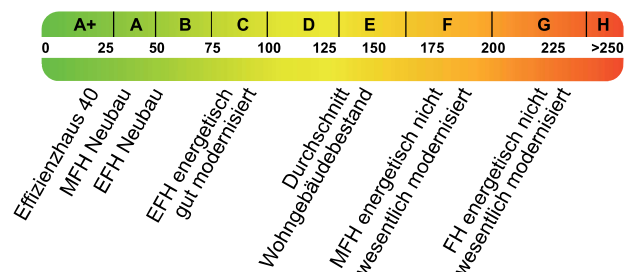 A+ A B C D E F G H
0 25 50 75 100 125 150 175 200 225 >250
Effizienzhaus 40
MFH Neubau
EFH Neubau
EFH energetisch
gut modernisiert
Durchschnitt
Wohngebäudebestand
MFH energetisch nicht
wesentlich modernisiert
FH energetisch nicht
wesentlich modernisiert